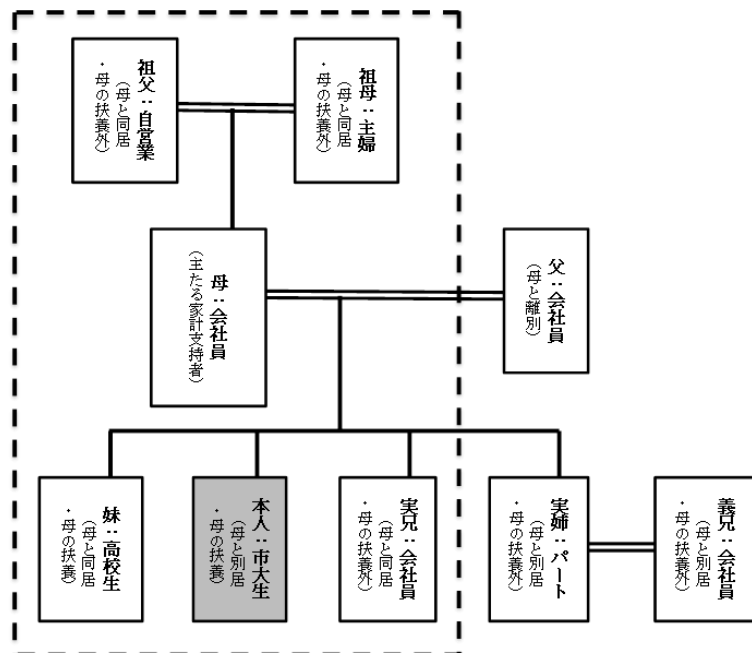 祖父：自営業
（母と同居
・母の扶養外）
祖母：主婦
（母と同居
・母の扶養外）
母：会社員
（主たる家計支持者）
父：会社員
（母と離別）
妹：高校生
（母と同居
・母の扶養）
本人：市大生
（母と別居
・母の扶養）
実兄：会社員
（母と同居
・母の扶養外）
実姉：パート
（母と別居
・母の扶養外）
義兄：会社員
（母と別居
・母の扶養外）